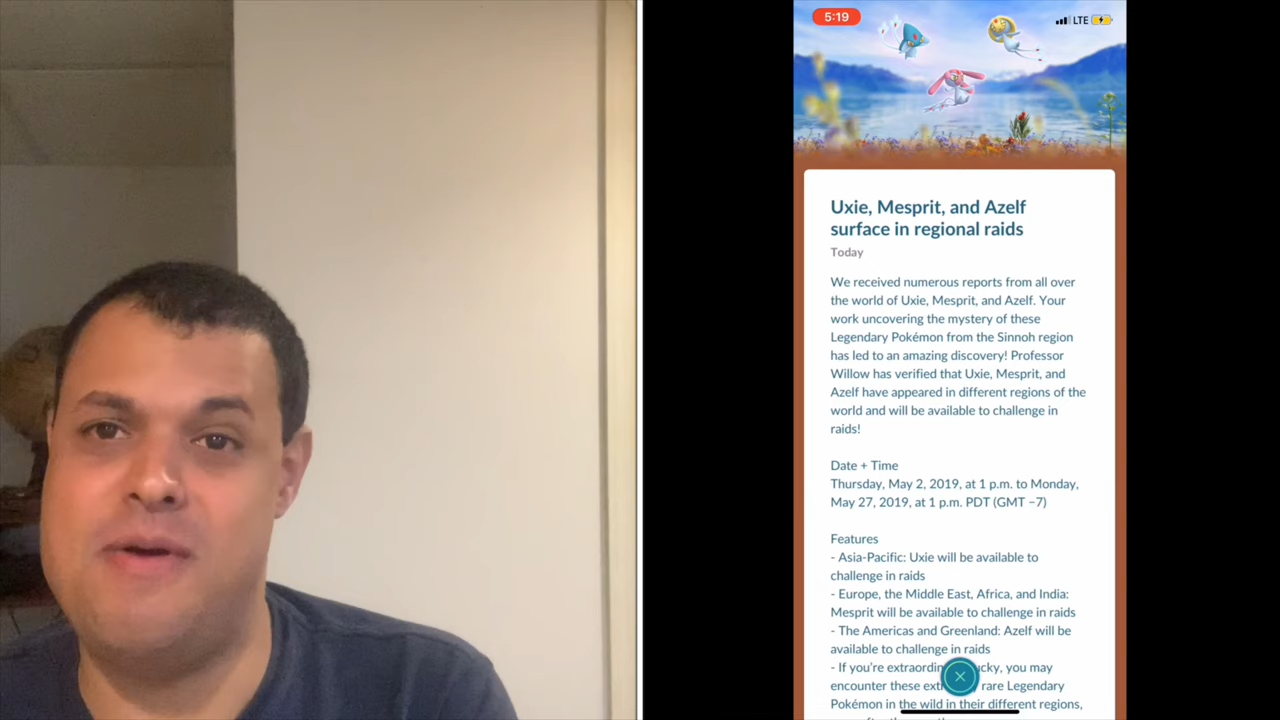 5:19
LTE
Uxie, Mesprit, and Azelf
surface in regional raids
Today
We received numerous reports from all over
the world of Uxie, Mesprit, and Azelf. Your
work uncovering the mystery of these
Legendary Pokémon from the Sinnoh region
has led to an amazing discovery! Professor
Willow has verified that Uxie, Mesprit, and
Azelf have appeared in different regions of the
world and will be available to challenge in
raids!
Date + Time
Thursday, May 2, 2019, at 1 p.m. to Monday,
May 27, 2019, at 1 p.m. PDT (GMT −7)
Features
- Asia-Pacific: Uxie will be available to
challenge in raids
- Europe, the Middle East, Africa, and India:
Mesprit will be available to challenge in raids
- The Americas and Greenland: Azelf will be
available to challenge in raids
- If you're you may
encounter these rare Legendary
Pokémon in the wild in their different regions,